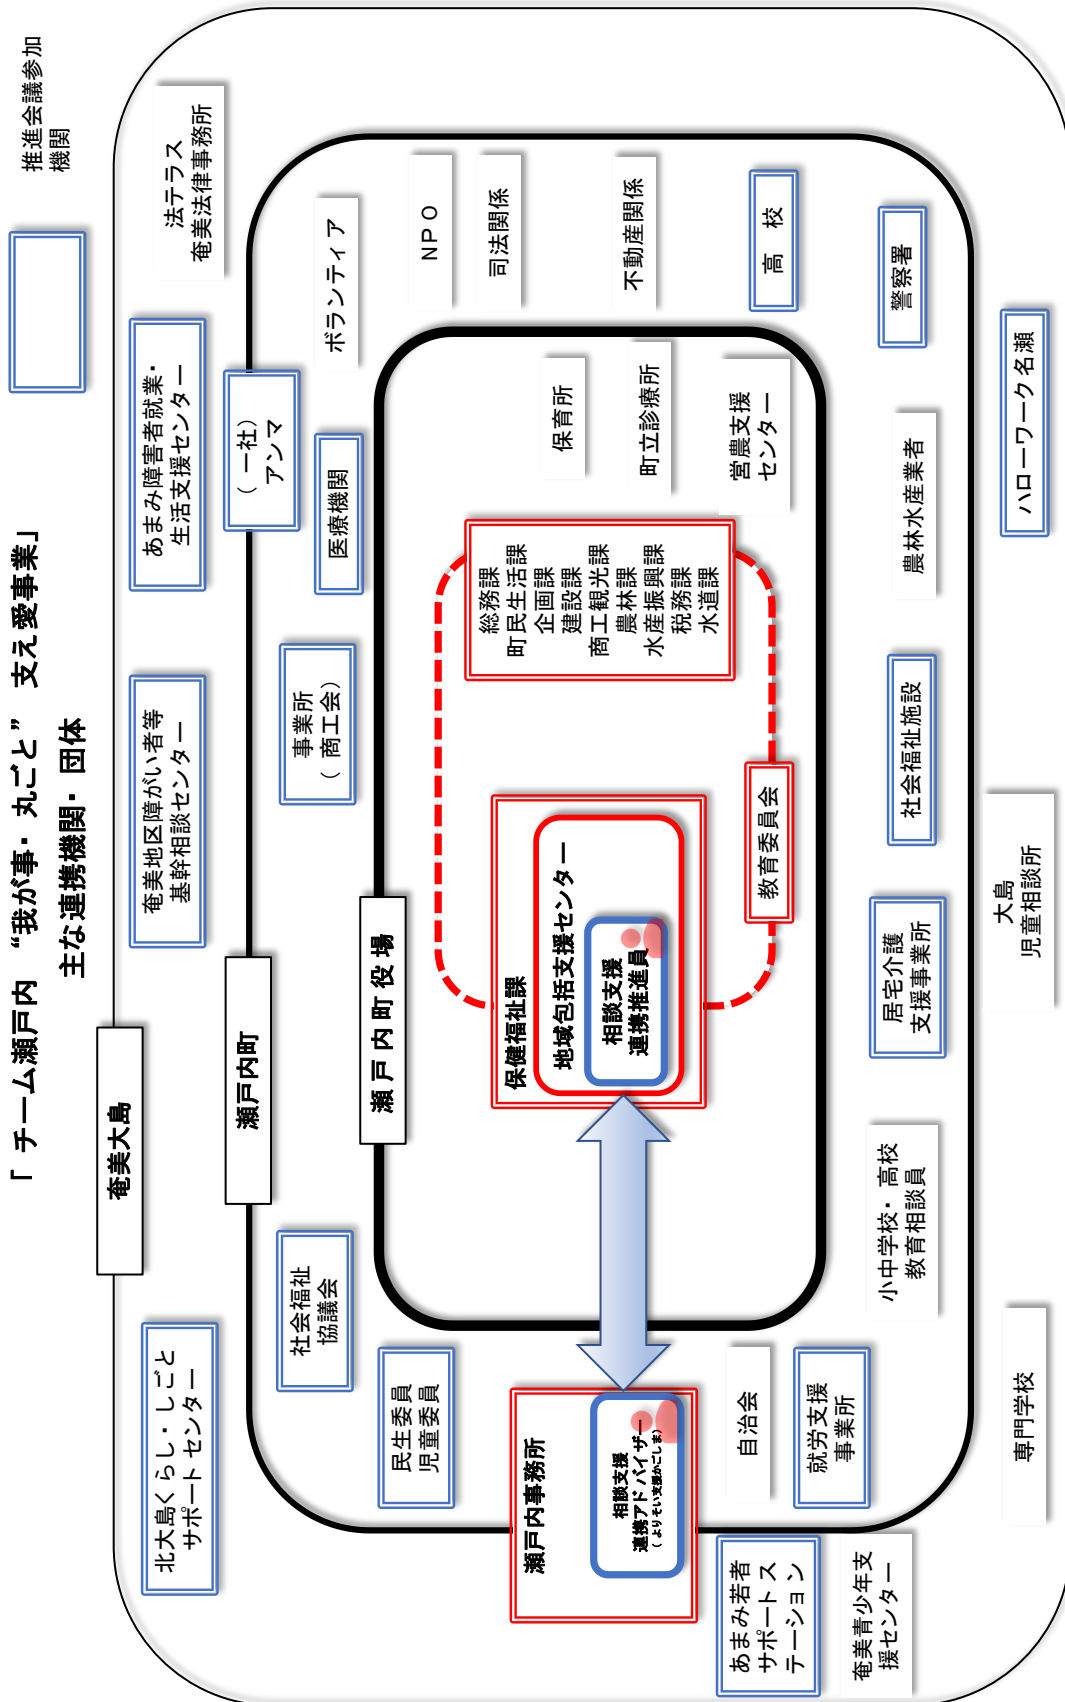 「チーム瀬戸内 “我が事・丸ごと” 支え愛事業」
主な連携機関・団体
推進会議参加
機関
奄美大島
北大島くらし・しごと
サポートセンター
奄美地区障がい者等
基幹相談センター
あまみ障害者就業・
生活支援センター
法テラス
奄美法律事務所
瀬戸内町
（一社）
アンマ
社会福祉
協議会
事業所
（商工会）
医療機関
ボランティア
瀬戸内町役場
民生委員
児童委員
NPO
司法関係
不動産関係
高 校
警察署
保健福祉課
地域包括支援センター
相談支援
連携推進員
総務課
町民生活課
企画課
建設課
商工観光課
農林課
水産振興課
税務課
水道課
保育所
町立診療所
営農支援
センター
教育委員会
瀬戸内事務所
相談支援
連携アドバイザー
（よりそい支援かごしま）
自治会
就労支援
事業所
小中学校・高校
教育相談員
居宅介護
支援事業所
社会福祉施設
農林水産業者
あまみ若者
サポートス
テーション
奄美青少年支
援センター
専門学校
大島
児童相談所
ハローワーク名瀬